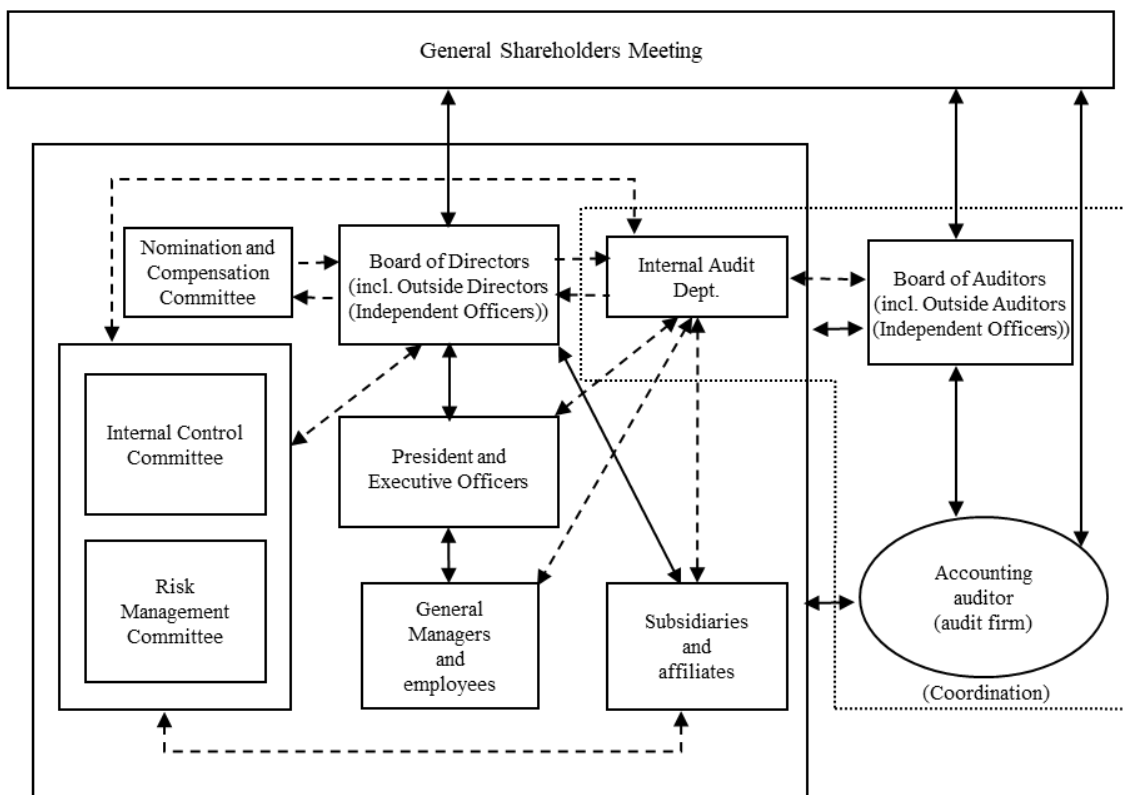 General Shareholders Meeting
Nomination and
Compensation
Committee
Board of Directors
(incl. Outside Directors
(Independent Officers))
Internal Audit
Dept.
Board of Auditors
(incl. Outside Auditors
(Independent Officers))
Internal Control
Committee
President and
Executive Officers
Risk
Management
Committee
General
Managers
and
employees
Subsidiaries
and
affiliates
Accounting
auditor
(audit firm)
(Coordination)